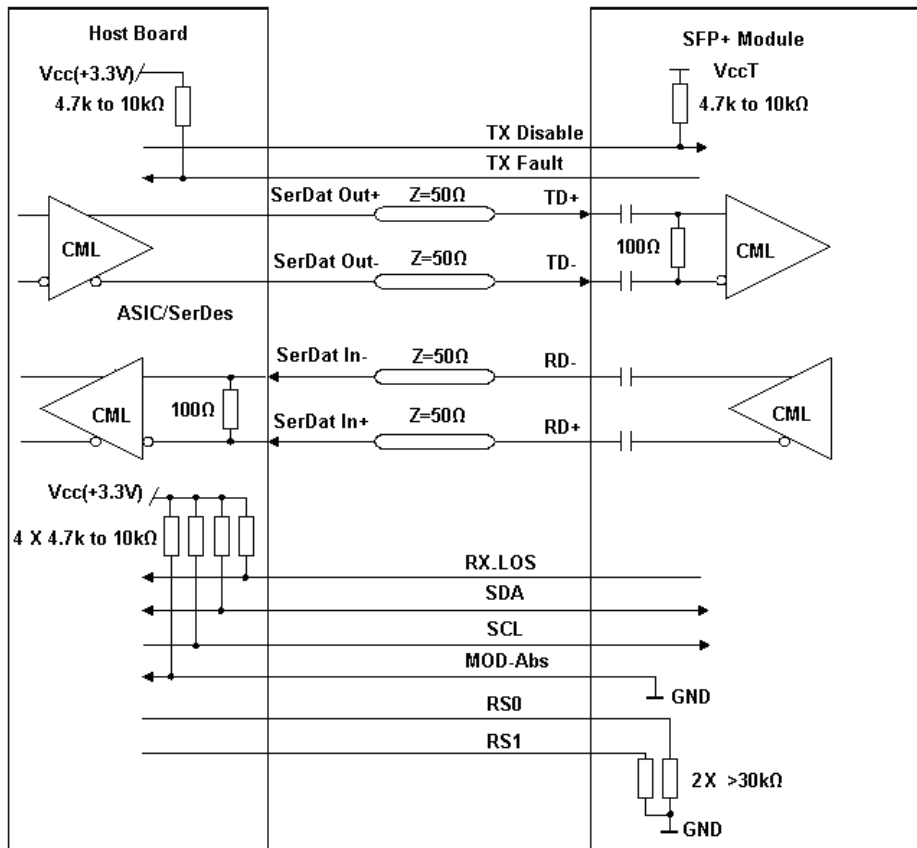 Host Board
SFP+ Module
Vcc(+3.3V)
4.7k to 10kΩ
VccT
4.7k to 10kΩ
TX Disable
TX Fault
SerDat Out+
Z=50Ω
TD+
CML
100Ω
CML
SerDat Out-
Z=50Ω
TD-
ASIC/SerDes
SerDat In-
Z=50Ω
RD-
CML
100Ω
CML
SerDat In+
Z=50Ω
RD+
Vcc(+3.3V)
4 X 4.7k to 10kΩ
RX_LOS
SDA
SCL
MOD-Abs
GND
RS0
RS1
2X >30kΩ
GND